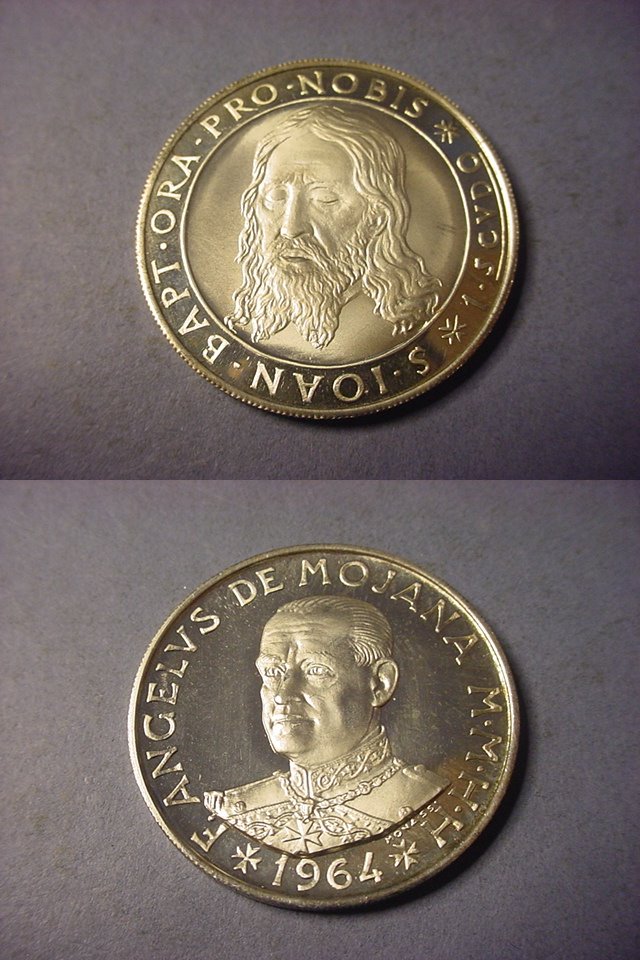 S·IOAN·BAPT·ORA·PRO·NOBIS
1·SCVDO
F·ANGELVS DE MOJANA M·M·H·H·
1964